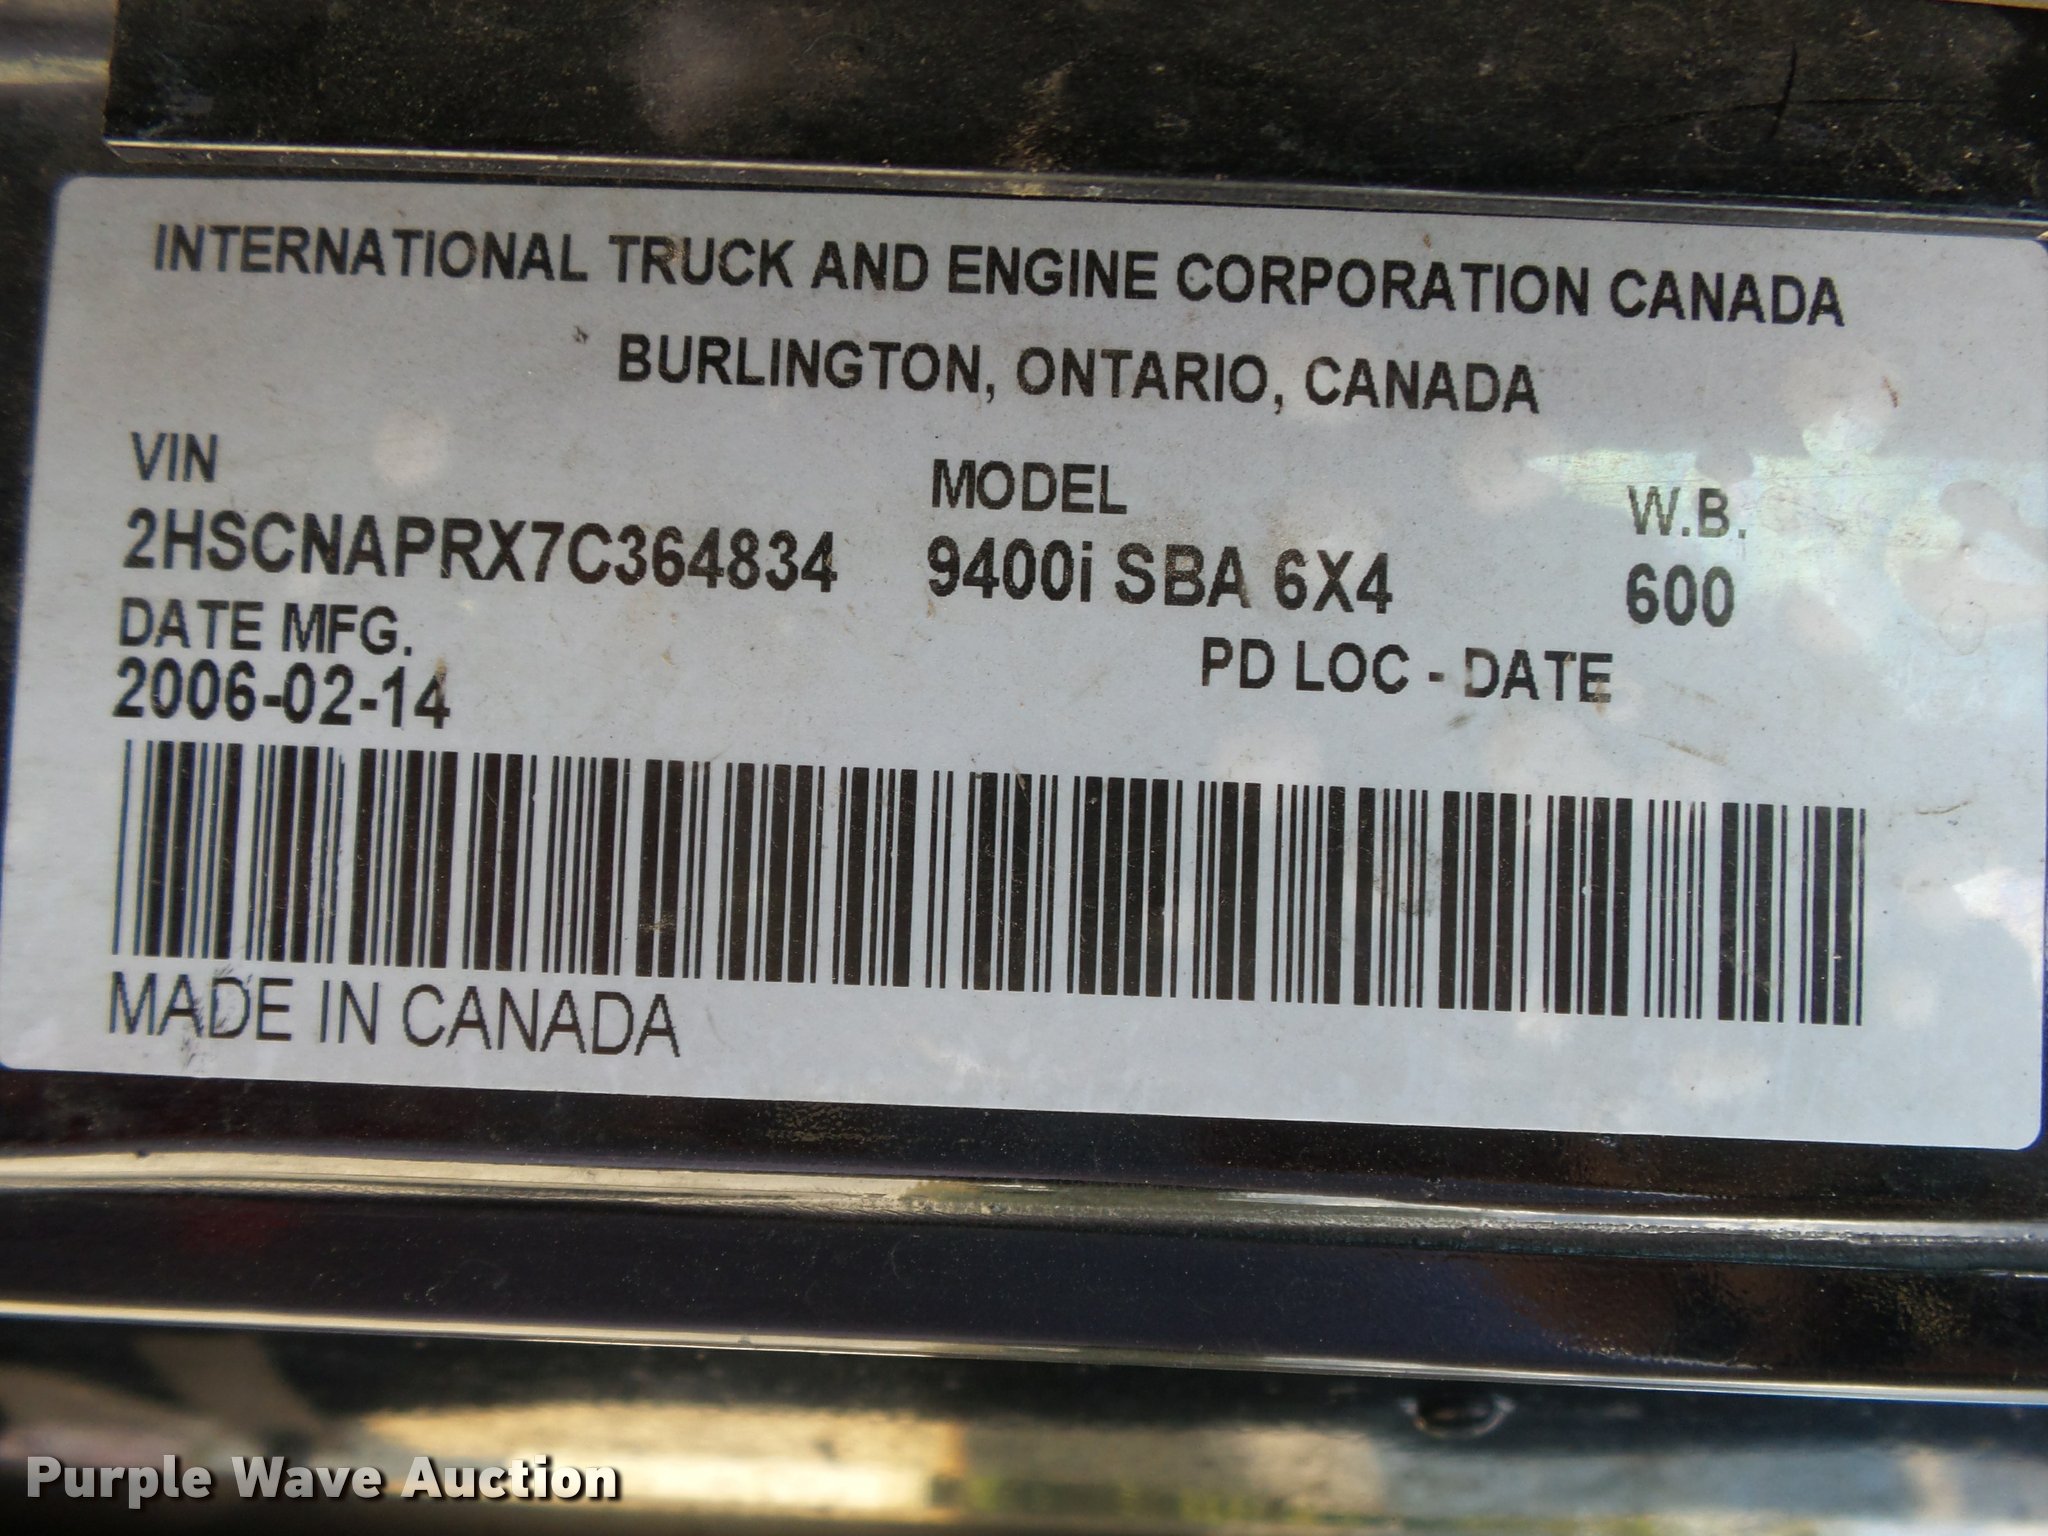 INTERNATIONAL TRUCK AND ENGINE CORPORATION CANADA
BURLINGTON, ONTARIO, CANADA
VIN MODEL W.B.
2HSCNAPRX7C364834 9400i SBA 6X4 600
DATE MFG. PD LOC - DATE
2006-02-14
MADE IN CANADA
Purple Wave Auction